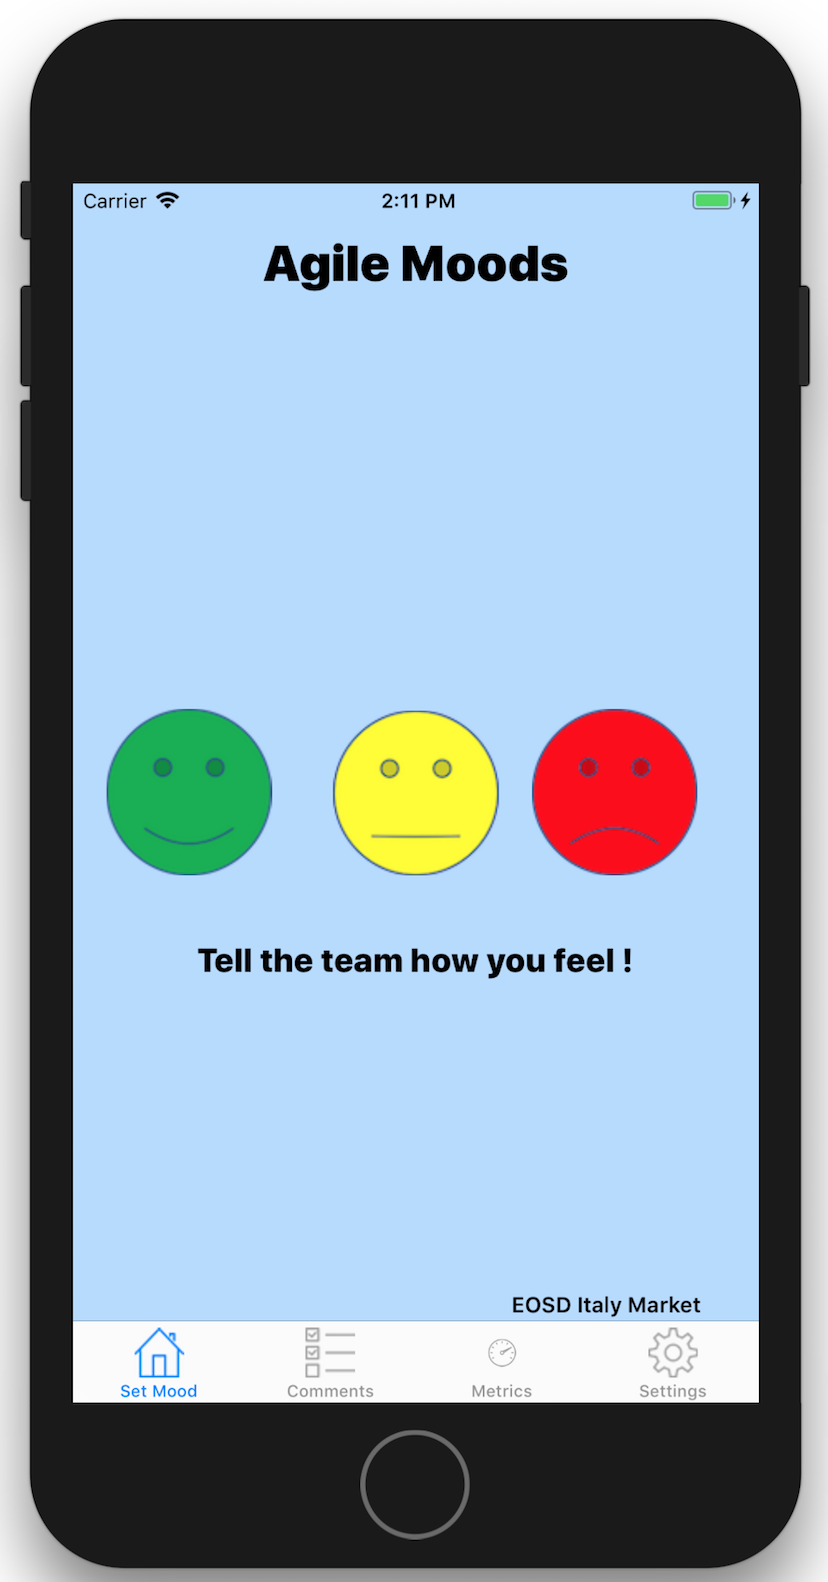 Carrier 2:11 PM
Agile Moods
Tell the team how you feel !
EOSD Italy Market
Set Mood Comments Metrics Settings